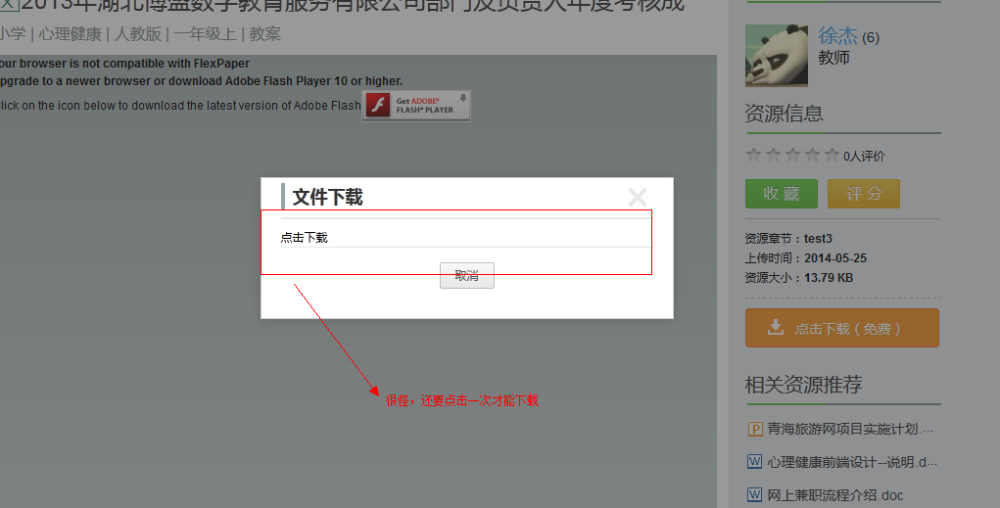 X 2013年湖北博盟数字教育服务有限公司部门及负责人年度考核成
小学 | 心理健康 | 人教版 | 一年级上 | 教案
our browser is not compatible with FlexPaper
pgrade to a newer browser or download Adobe Flash Player 10 or higher.
lick on the icon below to download the latest version of Adobe Flash
Get ADOBE®
FLASH® PLAYER
文件下载
点击下载
取消
很怪，还要点击一次才能下载
徐杰 (6)
教师
资源信息
0人评价
收 藏 评 分
资源章节：test3
上传时间：2014-05-25
资源大小：13.79 KB
点击下载（免费）
相关资源推荐
P 青海旅游网项目实施计划.…
W 心理健康前端设计--说明.d…
W 网上兼职流程介绍.doc